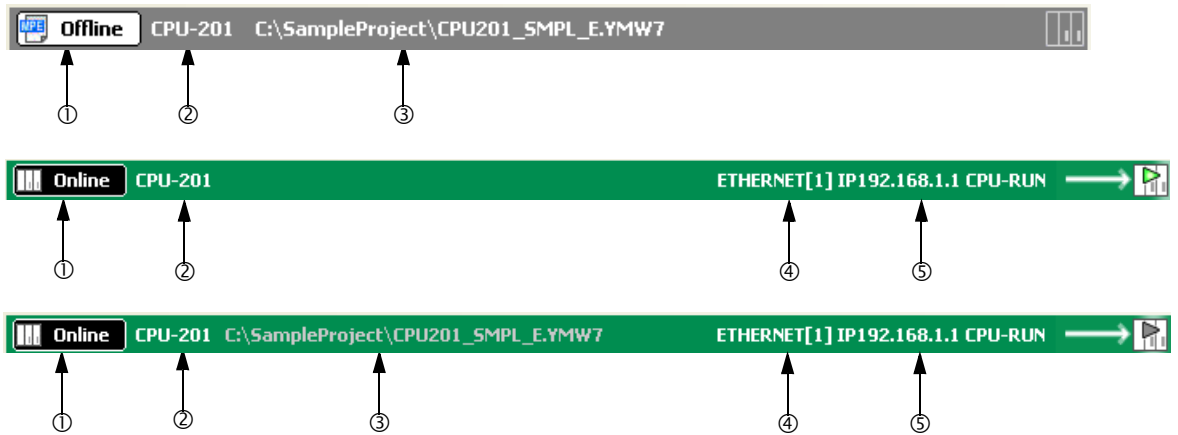 MPE Offline CPU-201 C:\SampleProject\CPU201_SMPL_E.YMW7
① ② ③
Online CPU-201 ETHERNET[1] IP192.168.1.1 CPU-RUN
① ② ④ ⑤
Online CPU-201 C:\SampleProject\CPU201_SMPL_E.YMW7 ETHERNET[1] IP192.168.1.1 CPU-RUN
① ② ③ ④ ⑤